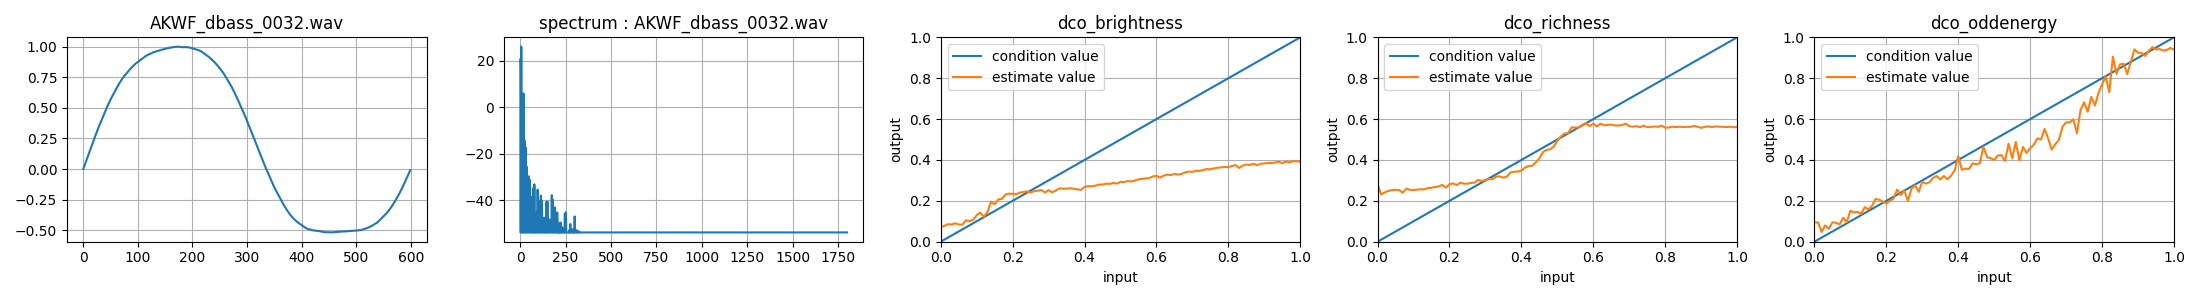 AKWF_dbass_0032.wav
1.00
0.75
0.50
0.25
0.00
−0.25
−0.50
0 100 200 300 400 500 600
spectrum : AKWF_dbass_0032.wav
20
0
−20
−40
0 250 500 750 1000 1250 1500 1750
dco_brightness
condition value
estimate value
output
1.0
0.8
0.6
0.4
0.2
0.0
0.0 0.2 0.4 0.6 0.8 1.0
input
dco_richness
condition value
estimate value
output
1.0
0.8
0.6
0.4
0.2
0.0
0.0 0.2 0.4 0.6 0.8 1.0
input
dco_oddenergy
condition value
estimate value
output
1.0
0.8
0.6
0.4
0.2
0.0
0.0 0.2 0.4 0.6 0.8 1.0
input